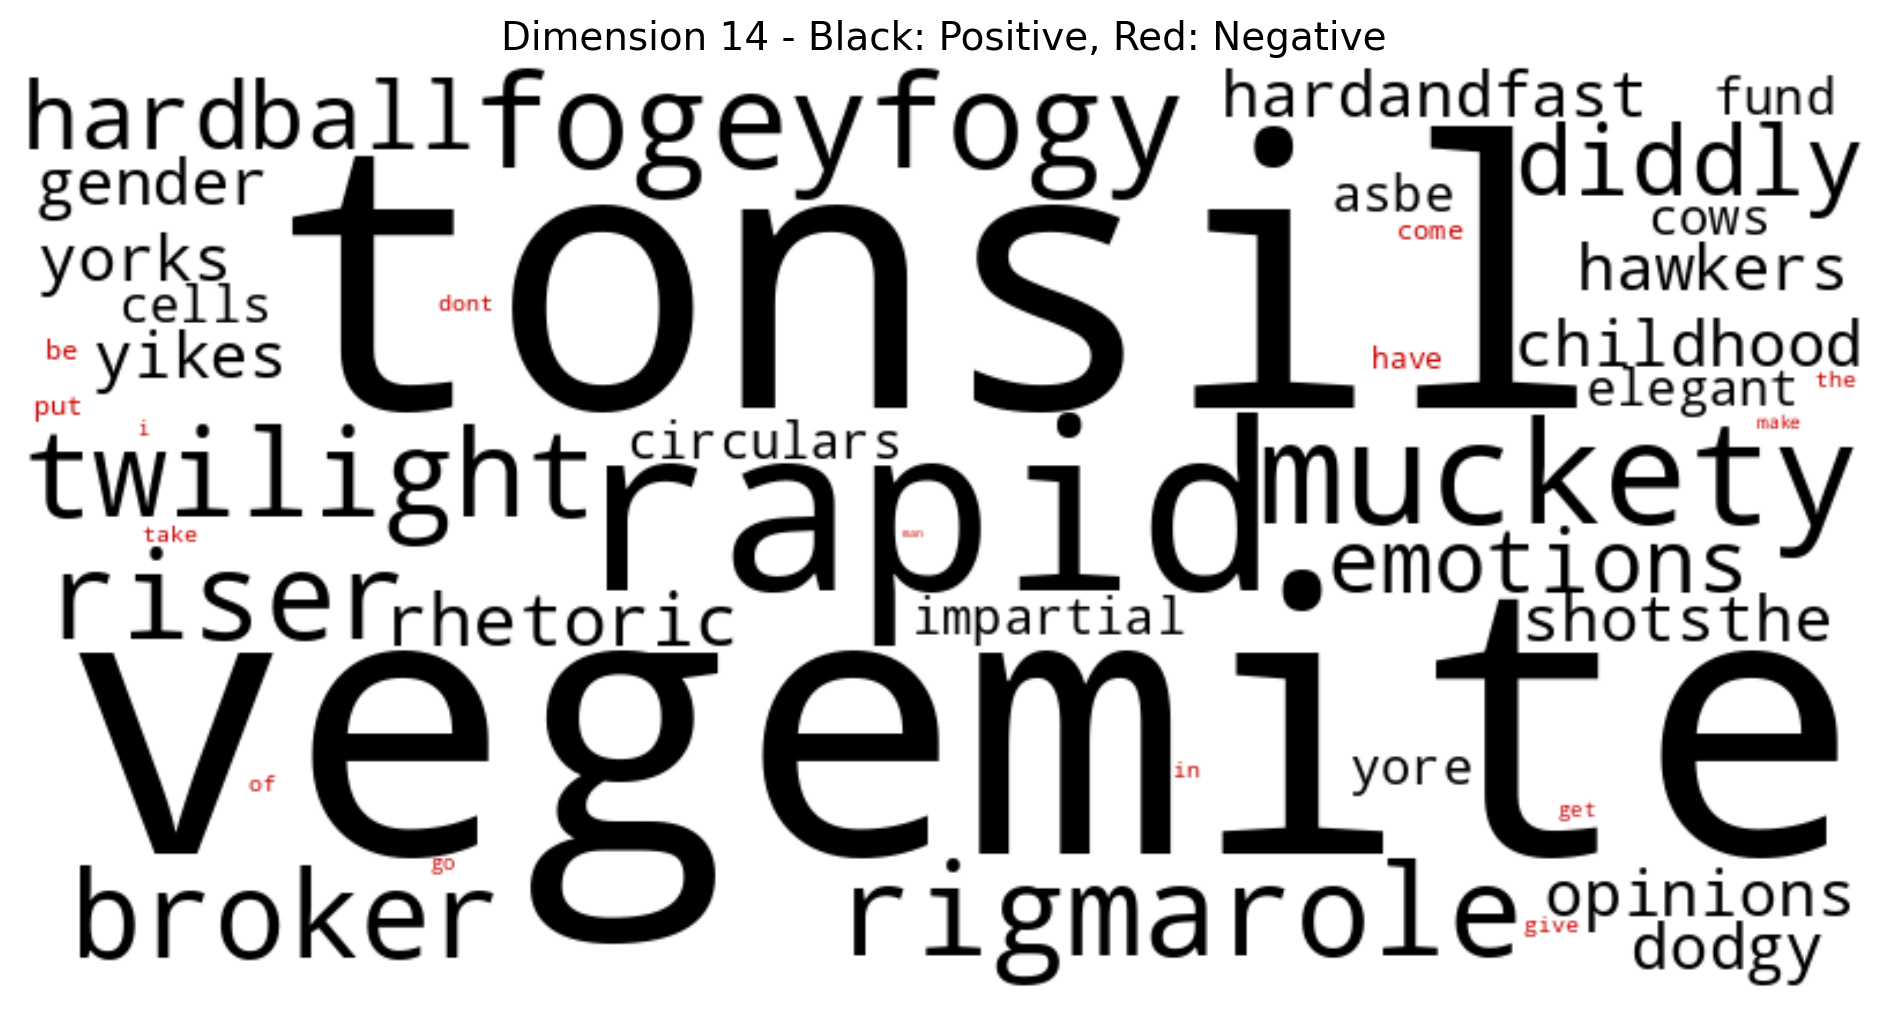 Dimension 14 - Black: Positive, Red: Negative
hardball fogeyfogy hardandfast fund
gender tonsil asbe diddly
come cows
yorks hawkers
cells dont
be yikes have childhood
put elegant the
i make
twilight circulars rapid muckety
take man
riser emotions
rhetoric impartial shotsthe
vegemite
of in yore
get
go
broker rigmarole opinions
give dodgy